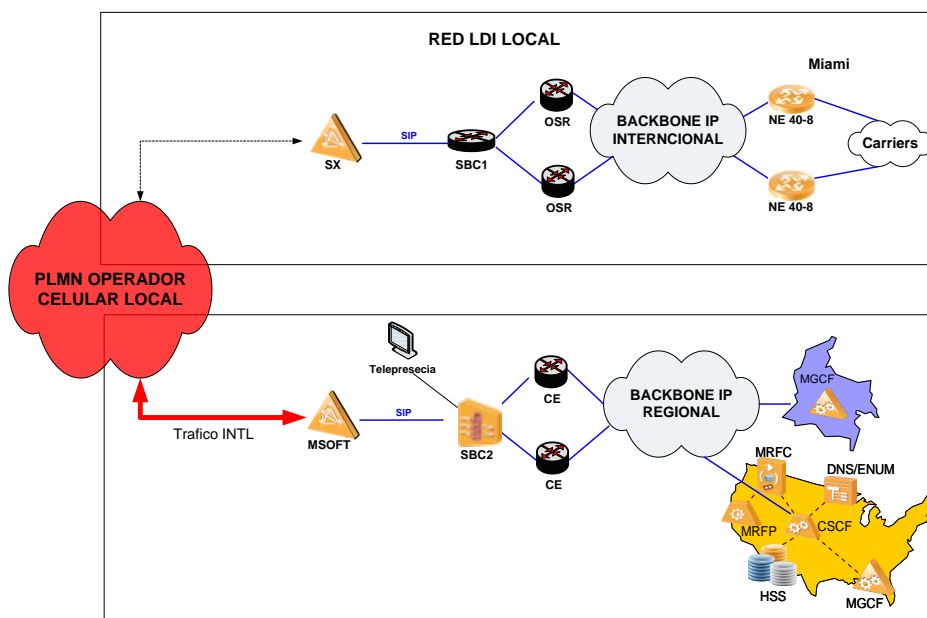 RED LDI LOCAL
Miami
OSR
NE 40-8
BACKBONE IP
INTERNCIONAL
SIP
SX
SBC1
Carriers
OSR
NE 40-8
PLMN OPERADOR
CELULAR LOCAL
Telepresecia
CE
MGCF
BACKBONE IP
REGIONAL
Trafico INTL
SIP
MSOFT
SBC2
CE
MRFC
DNS/ENUM
MRFP
CSCF
HSS
MGCF